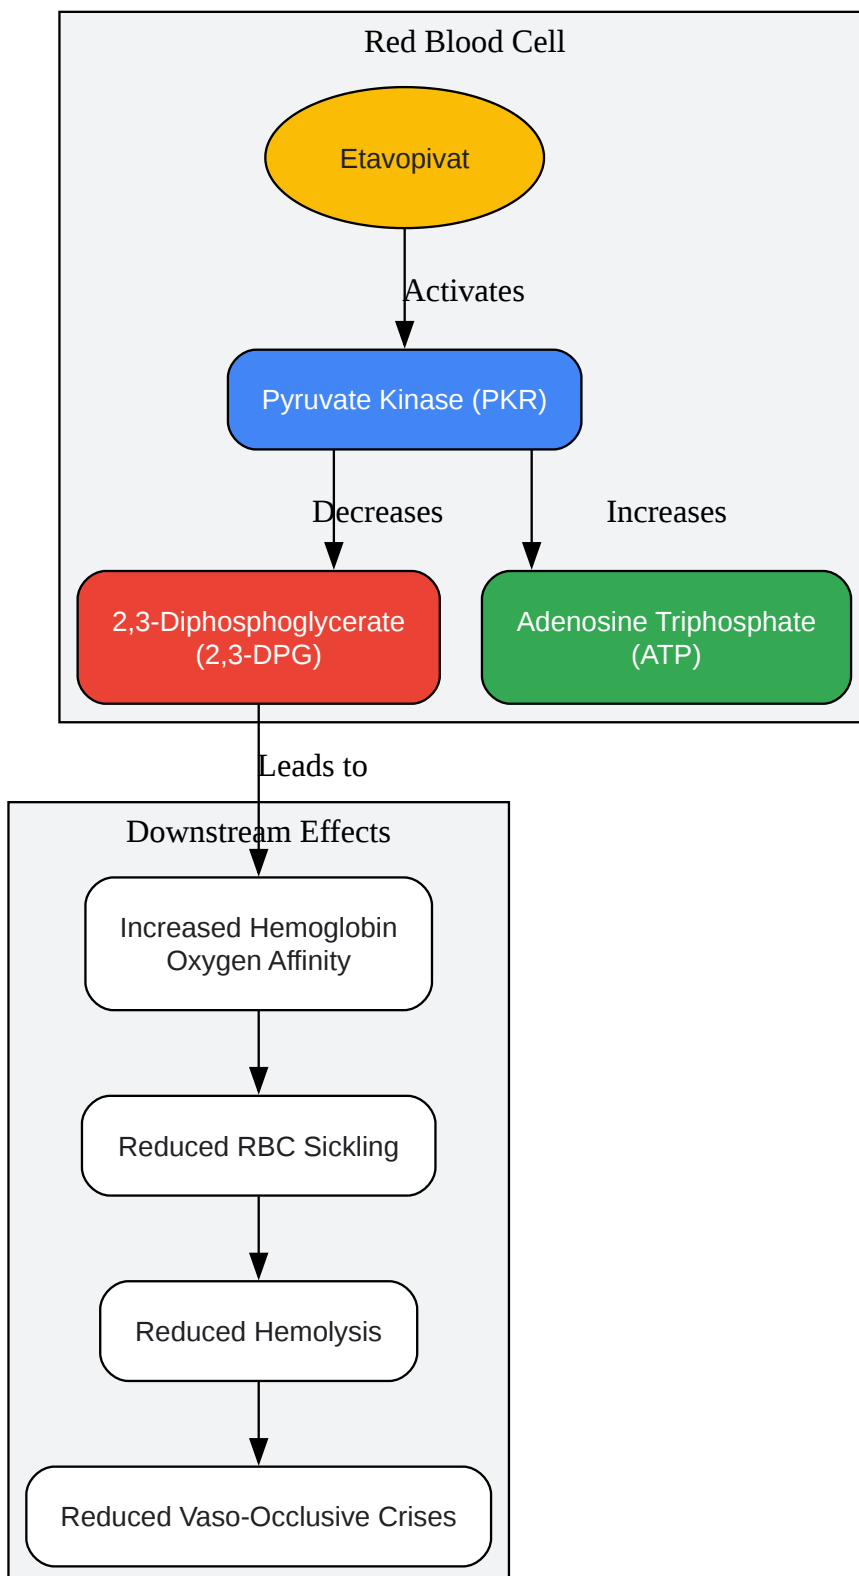 Red Blood Cell
Etavopivat
Activates
Pyruvate Kinase (PKR)
Decreases
Increases
2,3-Diphosphoglycerate
(2,3-DPG)
Adenosine Triphosphate
(ATP)
Leads to
Downstream Effects
Increased Hemoglobin
Oxygen Affinity
Reduced RBC Sickling
Reduced Hemolysis
Reduced Vaso-Occlusive Crises